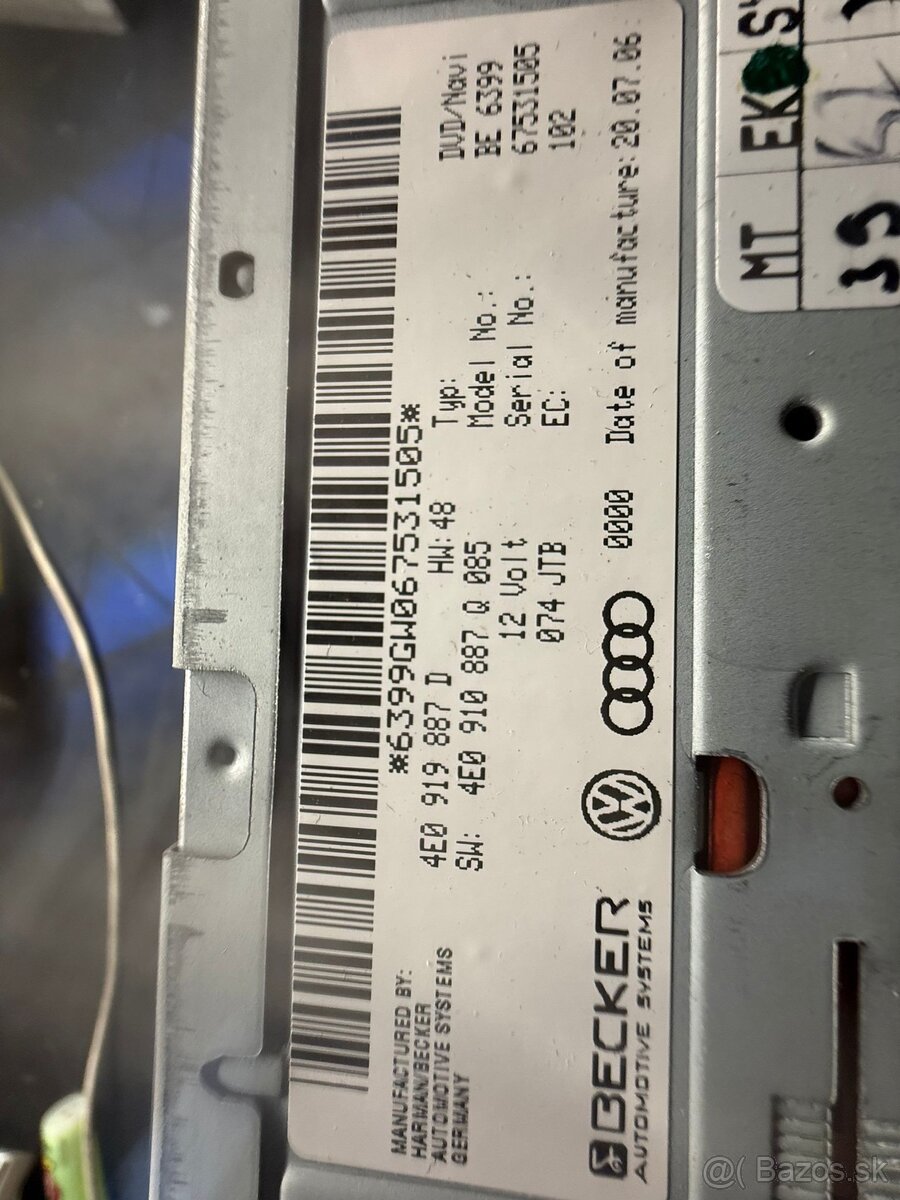 *6399GW067531505*
MANUFACTURED BY:
HARMAN/BECKER
AUTOMOTIVE SYSTEMS
GERMANY
4E0 919 887 D HW:48
SW: 4E0 910 887 Q 085
12 Volt
074 JTB
Typ: DVD/Navi
Model No.: BE 6399
Serial No.: 67531505
EC: 102
BECKER
AUTOMOTIVE SYSTEMS
0000 Date of manufacture:20.07.06
MT EK
39
@( Bazos.sk